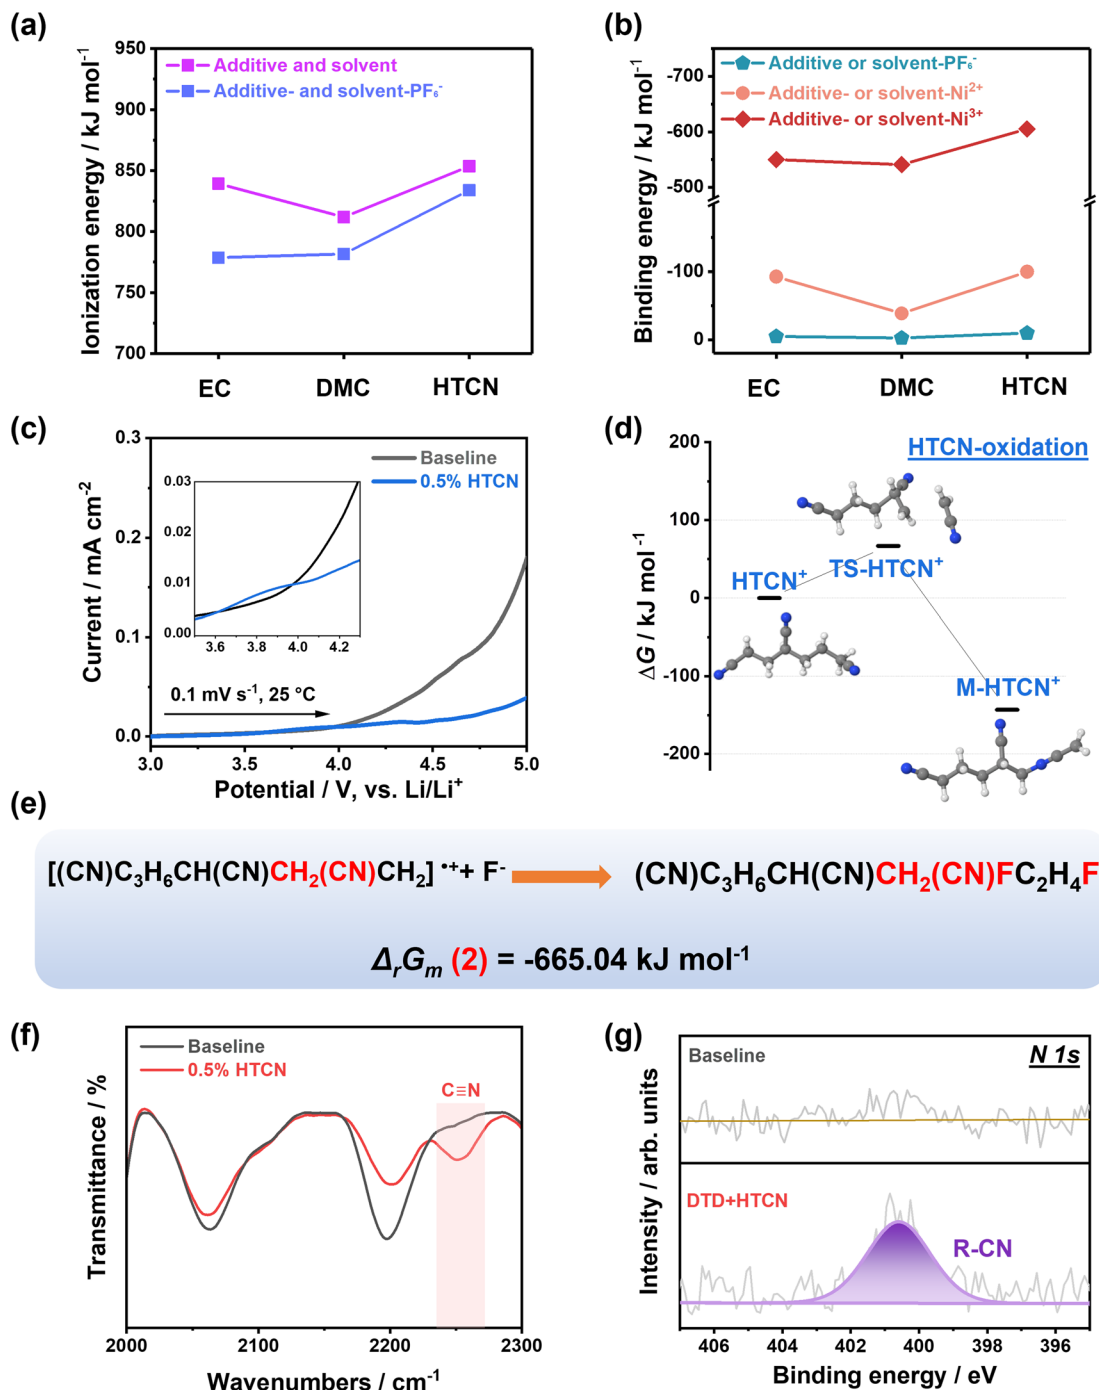 (a)
950
900
850
800
750
700
Ionization energy / kJ mol⁻¹
Additive and solvent
Additive- and solvent-PF₆⁻
EC DMC HTCN
(b)
-700
-600
-500
-100
0
Binding energy / kJ mol⁻¹
Additive or solvent-PF₆⁻
Additive- or solvent-Ni²⁺
Additive- or solvent-Ni³⁺
EC DMC HTCN
(c)
0.3
0.2
0.1
0.0
Current / mA cm⁻²
Baseline
0.5% HTCN
0.03
0.02
0.01
0.00
3.6 3.8 4.0 4.2
0.1 mV s⁻¹, 25 °C
3.0 3.5 4.0 4.5 5.0
Potential / V, vs. Li/Li⁺
(d)
200
100
0
-100
-200
ΔG / kJ mol⁻¹
HTCN-oxidation
HTCN⁺
TS-HTCN⁺
M-HTCN⁺
(e)
[(CN)C₃H₆CH(CN)CH₂(CN)CH₂] •⁺+ F⁻
(CN)C₃H₆CH(CN)CH₂(CN)FC₂H₄F
ΔᵣGₘ (2) = -665.04 kJ mol⁻¹
(f)
Transmittance / %
Baseline
0.5% HTCN
C≡N
2000 2100 2200 2300
Wavenumbers / cm⁻¹
(g)
Intensity / arb. units
Baseline
N 1s
DTD+HTCN
R-CN
406 404 402 400 398 396
Binding energy / eV